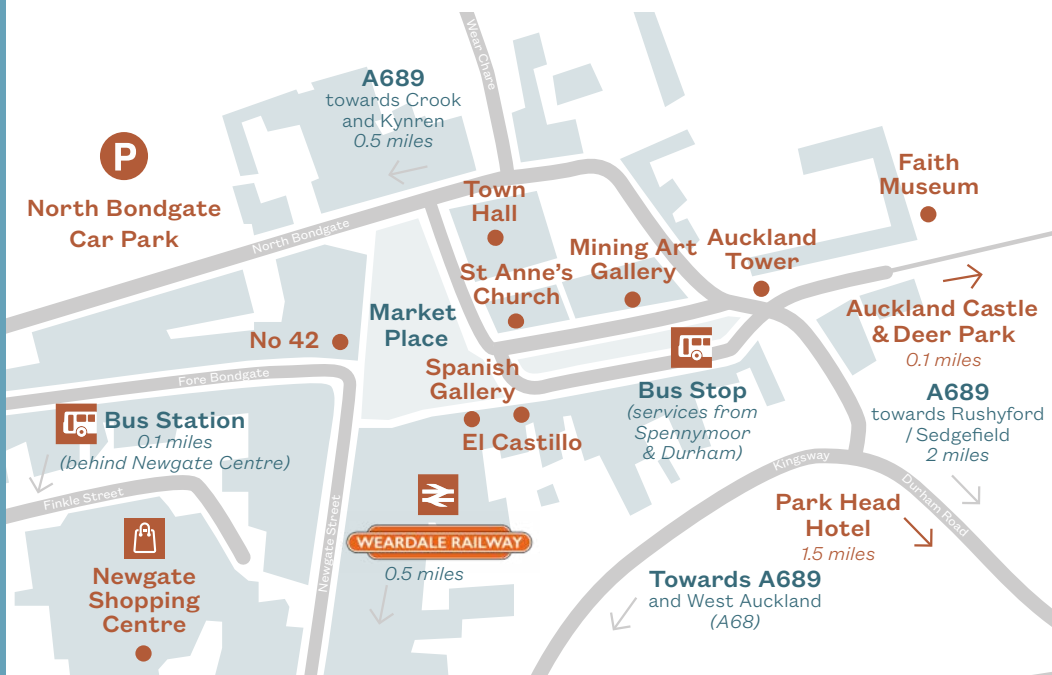 Wear Chare
A689
towards Crook
and Kynren
0.5 miles
P
North Bondgate
Car Park
North Bondgate
Town
Hall
Faith
Museum
Mining Art
Gallery
Auckland
Tower
St Anne's
Church
Market
Place
No 42
Auckland Castle
& Deer Park
0.1 miles
Spanish
Gallery
El Castillo
Fore Bondgate
Bus Stop
(services from
Spennymoor
& Durham)
A689
towards Rushyford
/ Sedgefield
2 miles
Bus Station
0.1 miles
(behind Newgate Centre)
Finkle Street
Newgate Street
Kingsway
Durham Road
Park Head
Hotel
1.5 miles
WEARDALE RAILWAY
0.5 miles
Newgate
Shopping
Centre
Towards A689
and West Auckland
(A68)